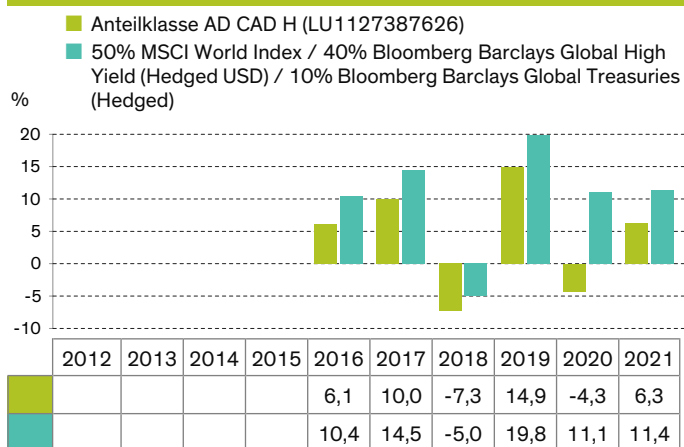 Anteilklasse AD CAD H (LU1127387626)
50% MSCI World Index / 40% Bloomberg Barclays Global High
Yield (Hedged USD) / 10% Bloomberg Barclays Global Treasuries
(Hedged)
%
20
15
10
5
0
-5
-10
2012 2013 2014 2015 2016 2017 2018 2019 2020 2021
6,1 10,0 -7,3 14,9 -4,3 6,3
10,4 14,5 -5,0 19,8 11,1 11,4